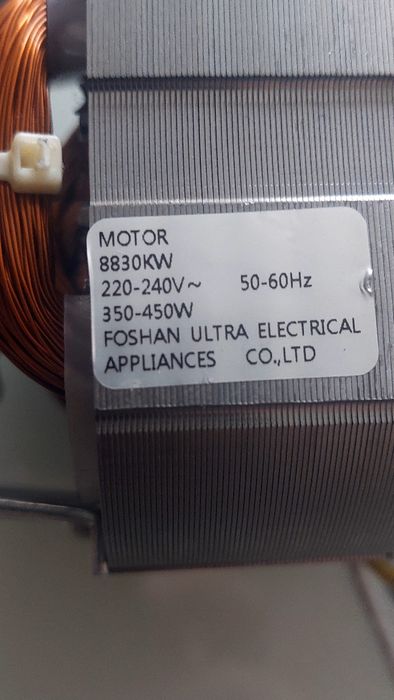 MOTOR
8830KW
220-240V~ 50-60Hz
350-450W
FOSHAN ULTRA ELECTRICAL
APPLIANCES CO.,LTD